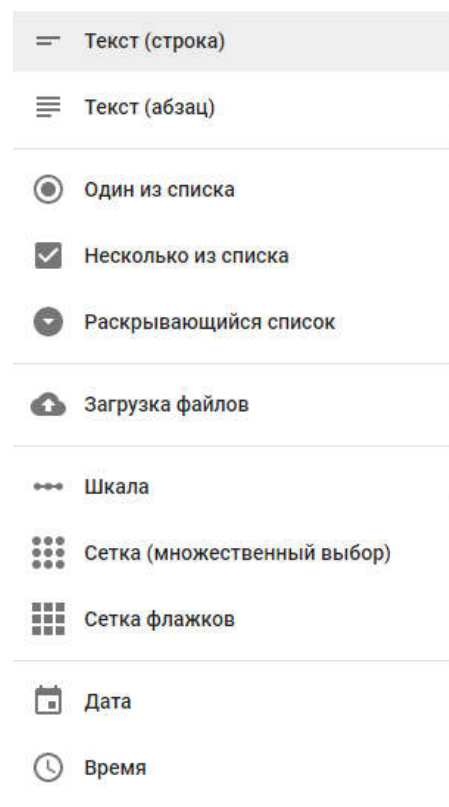 Текст (строка)
Текст (абзац)
Один из списка
Несколько из списка
Раскрывающийся список
Загрузка файлов
Шкала
Сетка (множественный выбор)
Сетка флажков
Дата
Время